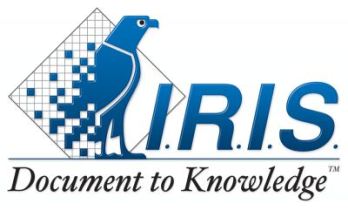 I.R.I.S.
Document to Knowledge™